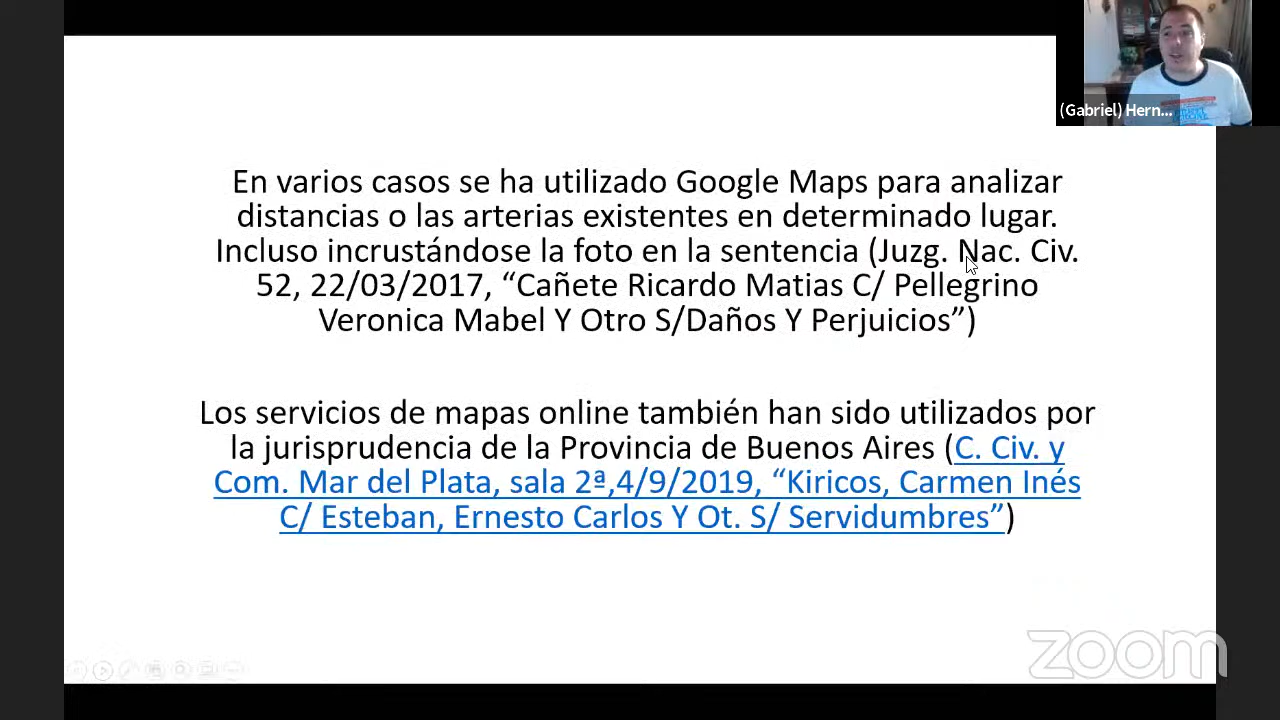 (Gabriel) Hern...
En varios casos se ha utilizado Google Maps para analizar
distancias o las arterias existentes en determinado lugar.
Incluso incrustándose la foto en la sentencia (Juzg. Nac. Civ.
52, 22/03/2017, “Cañete Ricardo Matias C/ Pellegrino
Veronica Mabel Y Otro S/Daños Y Perjuicios”)
Los servicios de mapas online también han sido utilizados por
la jurisprudencia de la Provincia de Buenos Aires (C. Civ. y
Com. Mar del Plata, sala 2ª,4/9/2019, “Kiricos, Carmen Inés
C/ Esteban, Ernesto Carlos Y Ot. S/ Servidumbres”)
zoom